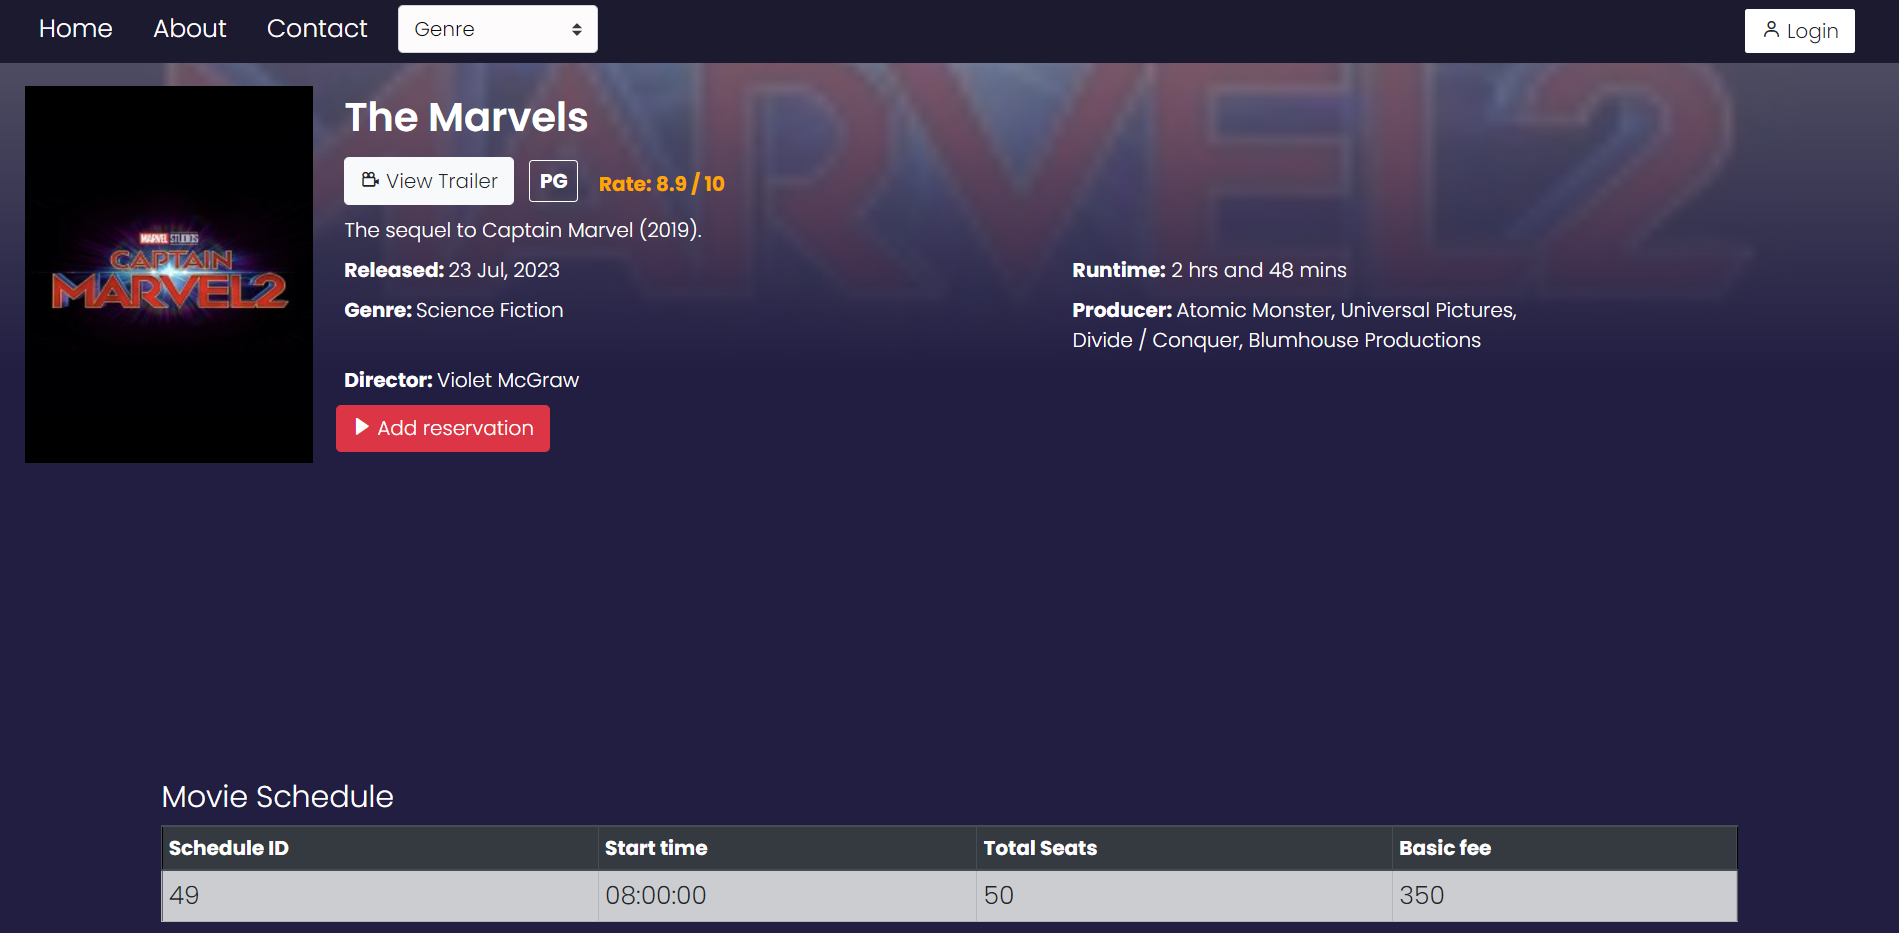 Home About Contact Genre Login
MARVEL2
MARVEL STUDIOS
CAPTAIN
MARVEL2
The Marvels
View Trailer PG Rate: 8.9 / 10
The sequel to Captain Marvel (2019).
Released: 23 Jul, 2023 Runtime: 2 hrs and 48 mins
Genre: Science Fiction Producer: Atomic Monster, Universal Pictures,
Divide / Conquer, Blumhouse Productions
Director: Violet McGraw
Add reservation
Movie Schedule
Schedule ID Start time Total Seats Basic fee
49 08:00:00 50 350